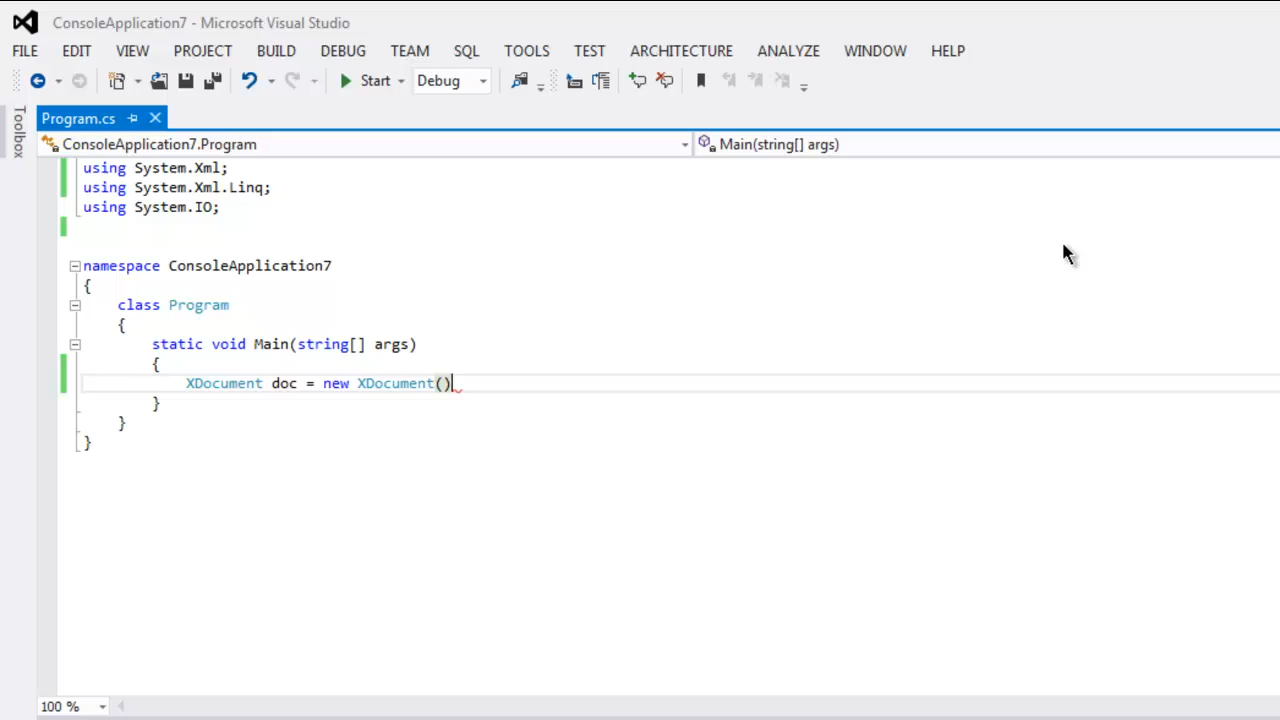 ConsoleApplication7 - Microsoft Visual Studio
FILE EDIT VIEW PROJECT BUILD DEBUG TEAM SQL TOOLS TEST ARCHITECTURE ANALYZE WINDOW HELP
Start Debug
Toolbox
Program.cs
ConsoleApplication7.Program Main(string[] args)
using System.Xml;
using System.Xml.Linq;
using System.IO;
namespace ConsoleApplication7
{
class Program
{
static void Main(string[] args)
{
XDocument doc = new XDocument()
}
}
}
100 %